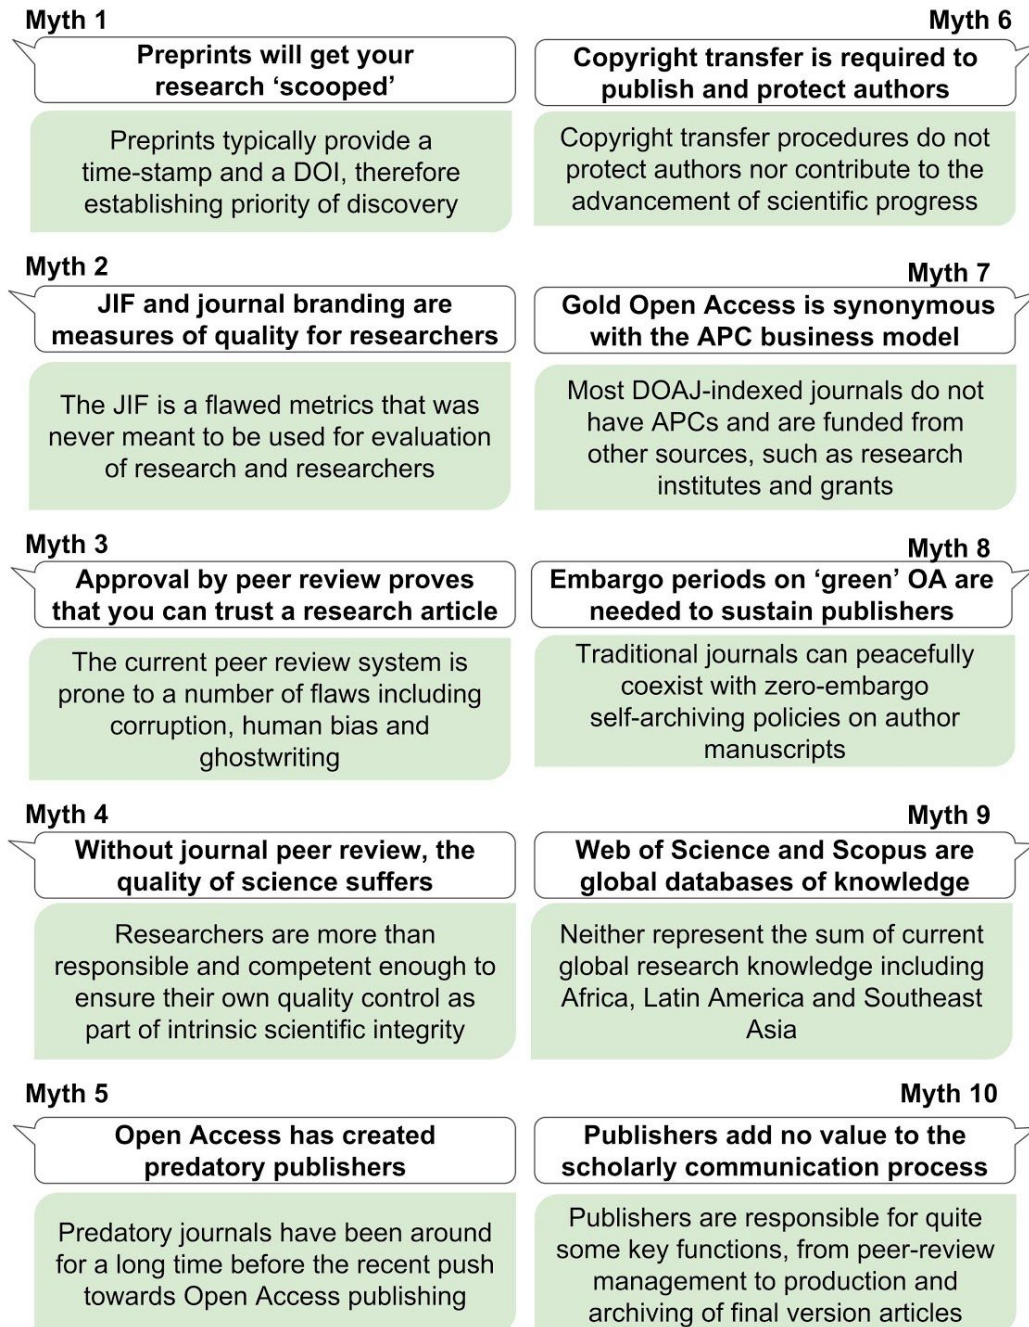 Myth 1
Preprints will get your
research ‘scooped’
Preprints typically provide a
time-stamp and a DOI, therefore
establishing priority of discovery
Myth 2
JIF and journal branding are
measures of quality for researchers
The JIF is a flawed metrics that was
never meant to be used for evaluation
of research and researchers
Myth 3
Approval by peer review proves
that you can trust a research article
The current peer review system is
prone to a number of flaws including
corruption, human bias and
ghostwriting
Myth 4
Without journal peer review, the
quality of science suffers
Researchers are more than
responsible and competent enough to
ensure their own quality control as
part of intrinsic scientific integrity
Myth 5
Open Access has created
predatory publishers
Predatory journals have been around
for a long time before the recent push
towards Open Access publishing
Myth 6
Copyright transfer is required to
publish and protect authors
Copyright transfer procedures do not
protect authors nor contribute to the
advancement of scientific progress
Myth 7
Gold Open Access is synonymous
with the APC business model
Most DOAJ-indexed journals do not
have APCs and are funded from
other sources, such as research
institutes and grants
Myth 8
Embargo periods on ‘green’ OA are
needed to sustain publishers
Traditional journals can peacefully
coexist with zero-embargo
self-archiving policies on author
manuscripts
Myth 9
Web of Science and Scopus are
global databases of knowledge
Neither represent the sum of current
global research knowledge including
Africa, Latin America and Southeast
Asia
Myth 10
Publishers add no value to the
scholarly communication process
Publishers are responsible for quite
some key functions, from peer-review
management to production and
archiving of final version articles